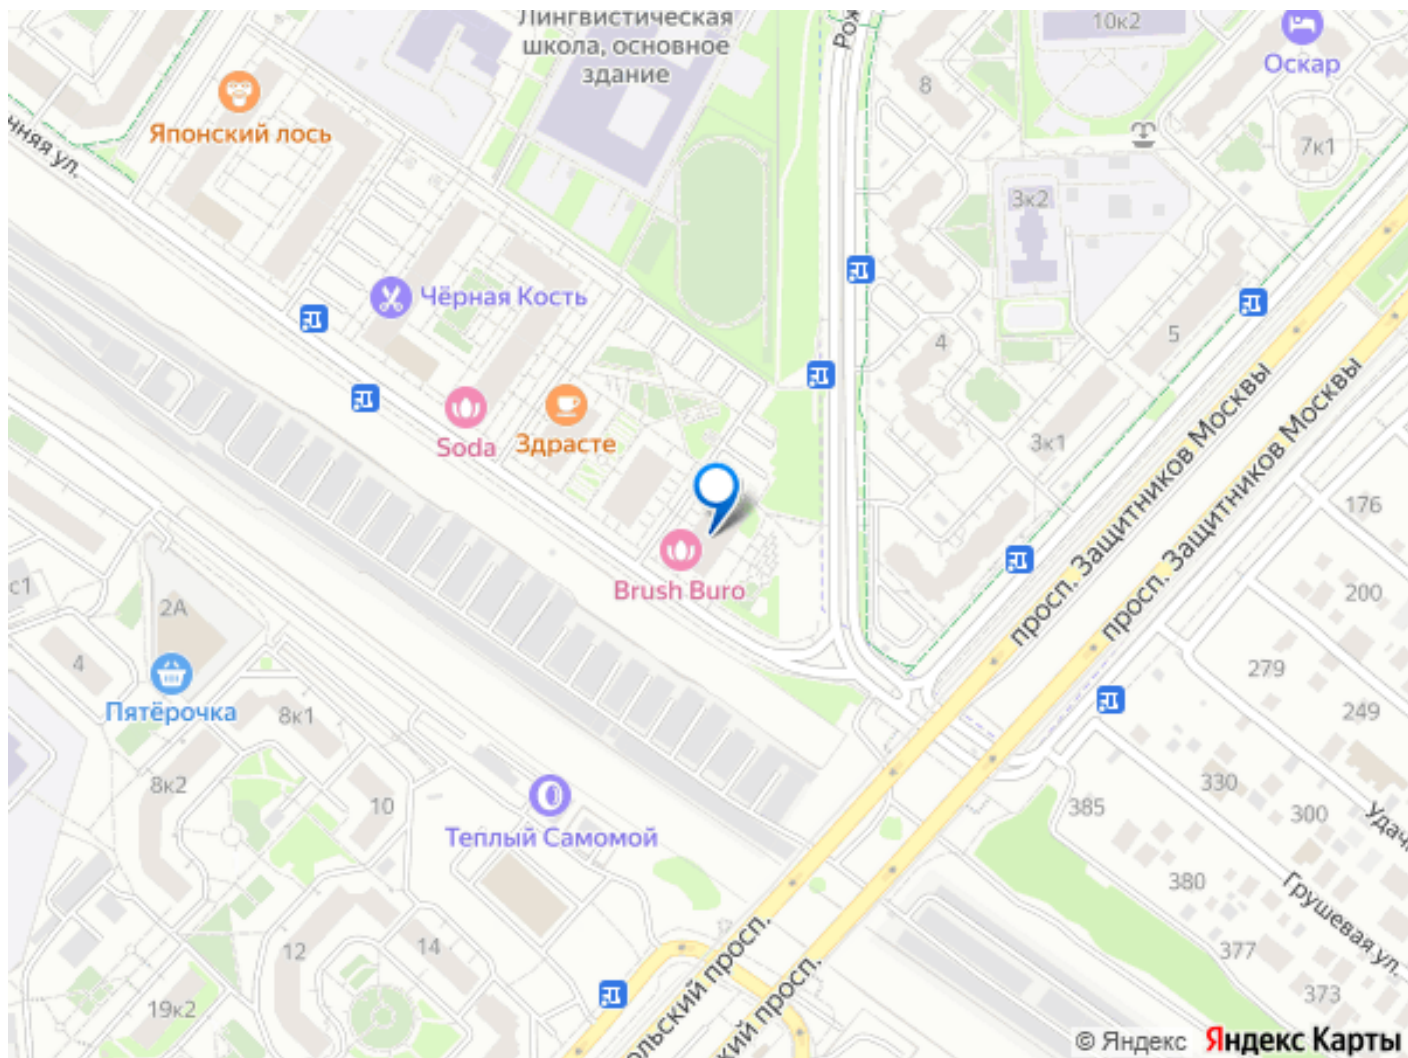 Лингвистическая
школа, основное
здание
10к2
Оскар
8
Японский лось
7к1
3к2
Чёрная Кость
5
4
Soda
Здрасте
3к1
просп. Защитников Москвы
просп. Защитников Москвы
176
Brush Buro
200
2А
4
279
Пятёрочка
8к1
249
8к2
330
10
385
300
Теплый Самомой
380
Грушевая ул.
12
14
377
373
19к2
© Яндекс Яндекс Карты